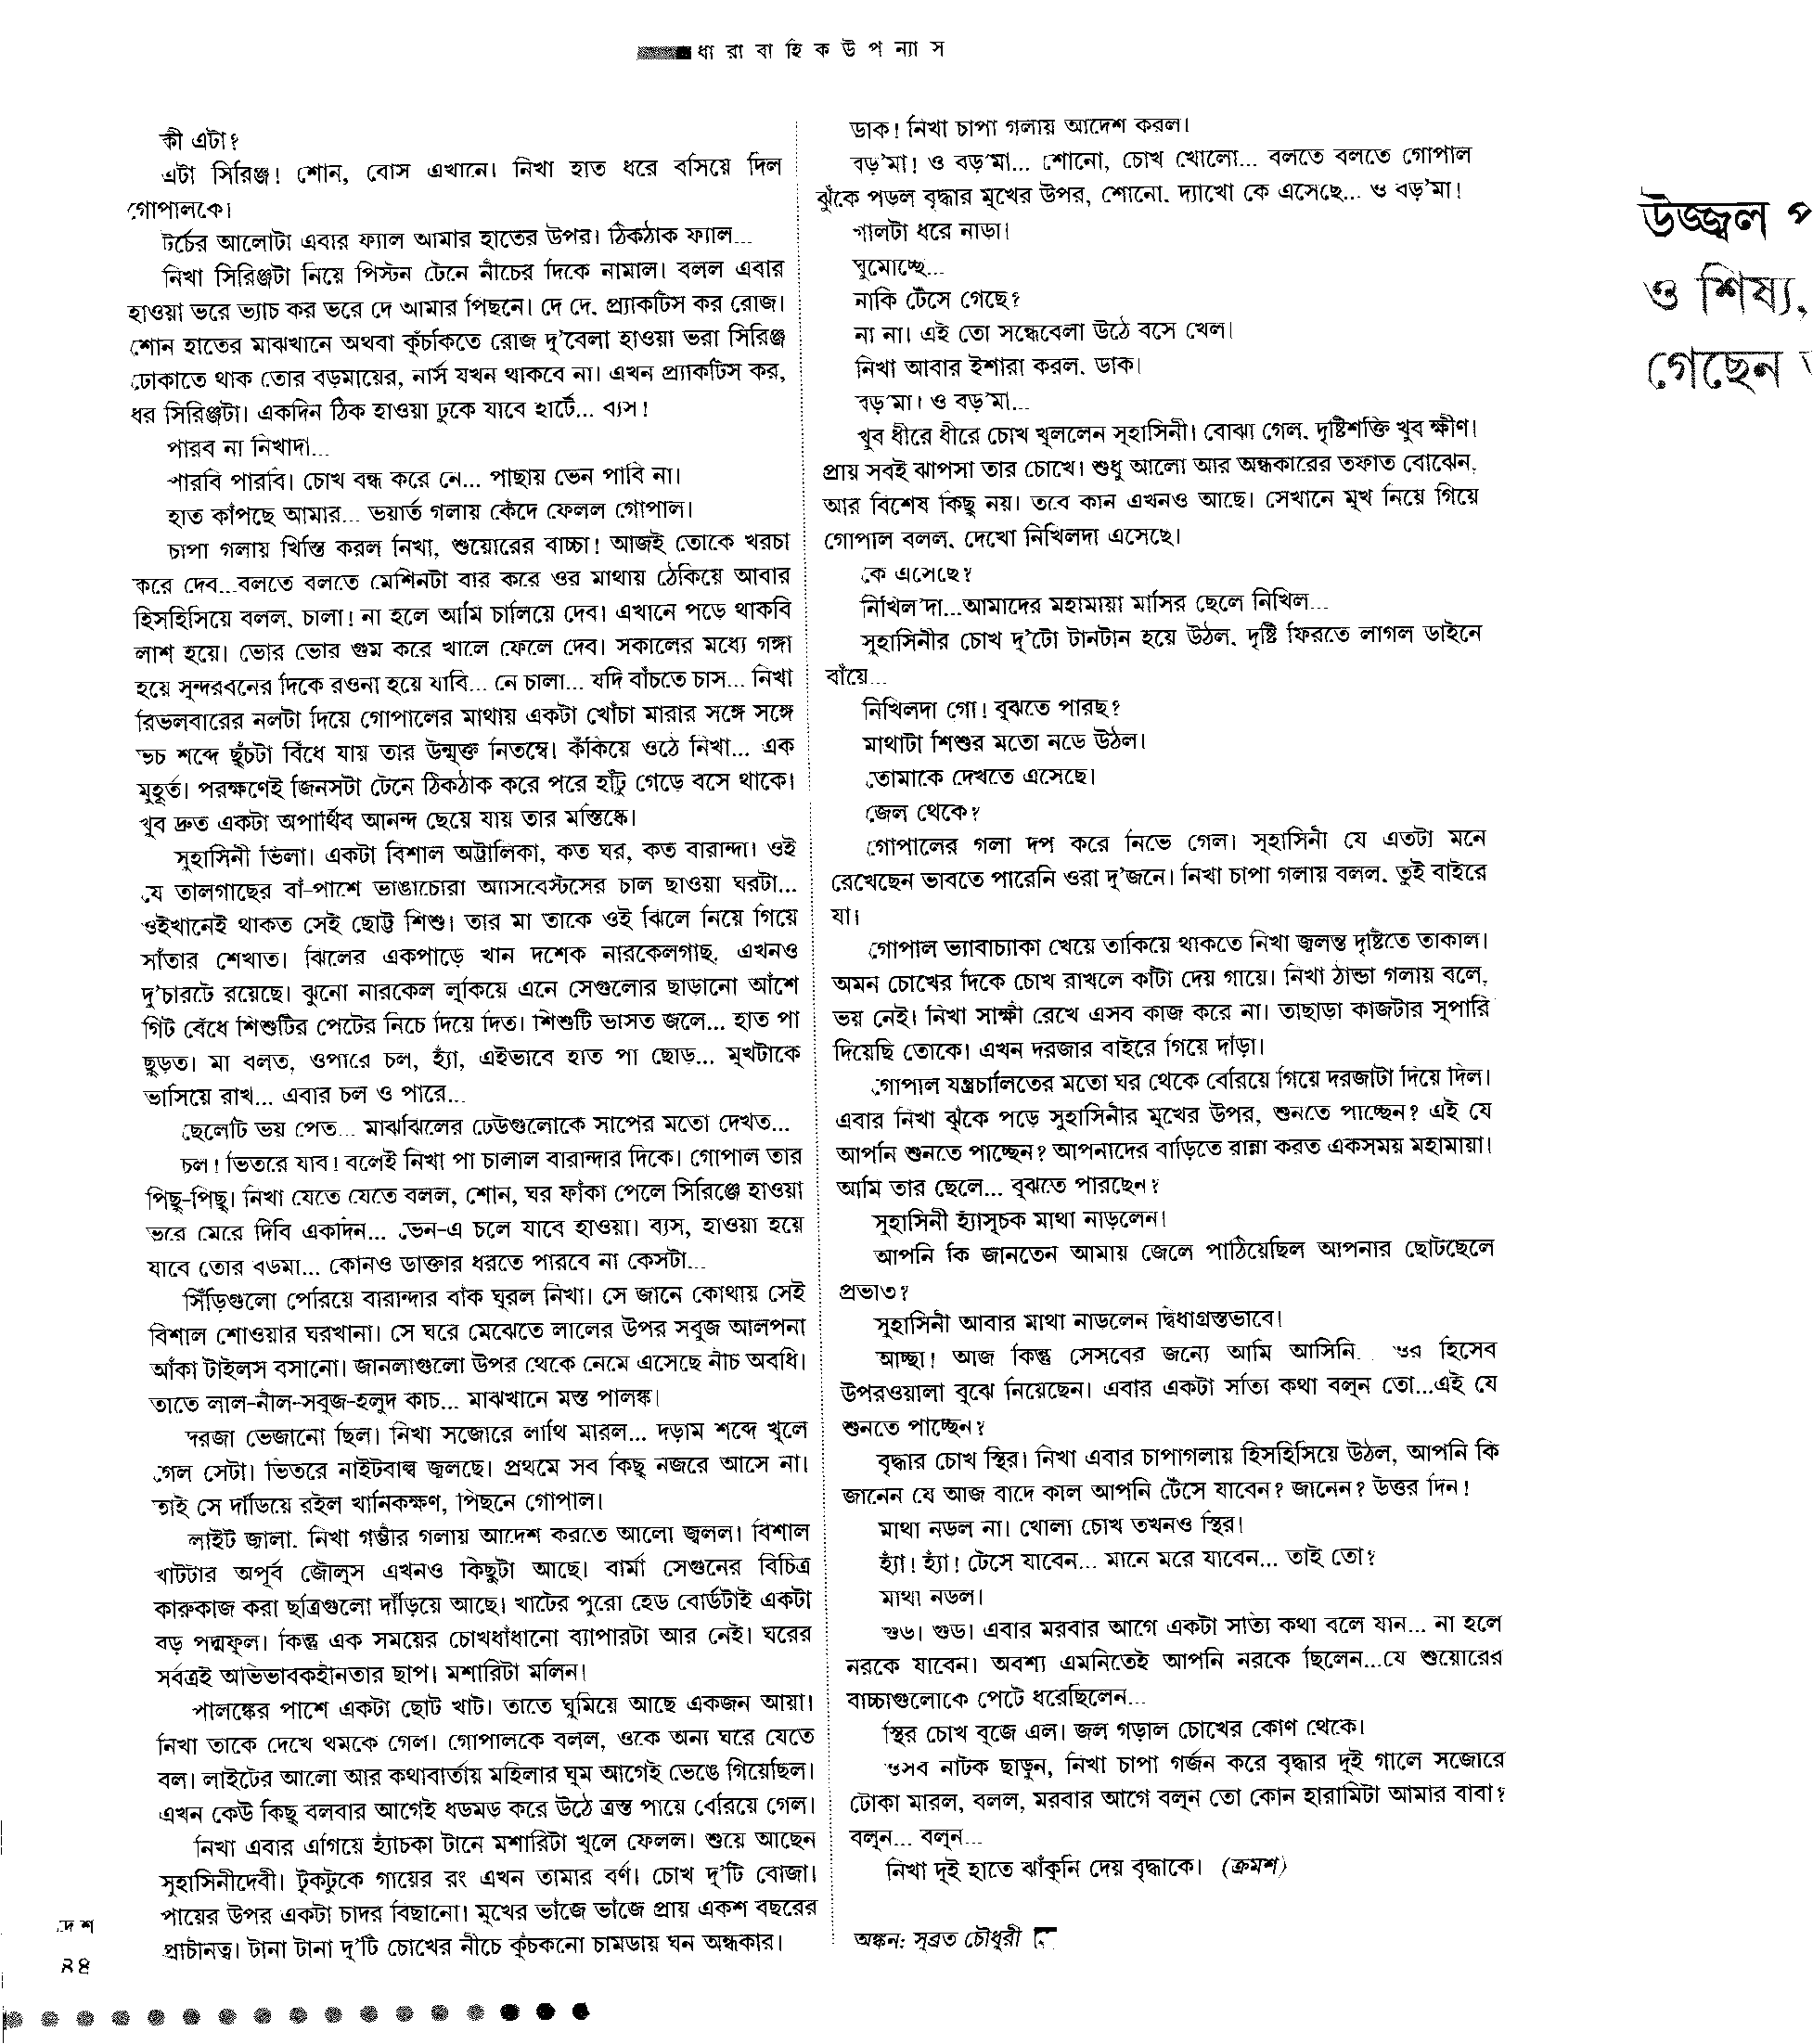 ধারাবাহিক উপন্যাস
কী এটা?
এটা সিরিঞ্জ! শোন, বোস এখানে। নিখা হাত ধরে বসিয়ে দিল
গোপালকে।
টর্চের আলোটা এবার ফ্যাল আমার হাতের উপর। ঠিকঠাক ফ্যাল...
নিখা সিরিঞ্জটা নিয়ে পিস্টন টেনে নীচের দিকে নামাল। বলল এবার
হাওয়া ভরে ভ্যাচ কর ভরে দে আমার পিছনে। দে দে, প্র্যাকটিস কর রোজ।
শোন হাতের মাঝখানে অথবা কুঁচকিতে রোজ দু'বেলা হাওয়া ভরা সিরিঞ্জ
ঢোকাতে থাক তোর বড়মায়ের, নার্স যখন থাকবে না। এখন প্র্যাকটিস কর,
ধর সিরিঞ্জটা। একদিন ঠিক হাওয়া ঢুকে যাবে হার্টে... ব্যস!
পারব না নিখাদা...
পারবি পারবি। চোখ বন্ধ করে নে... পাছায় ভেন পাবি না।
হাত কাঁপছে আমার... ভয়ার্ত গলায় কেঁদে ফেলল গোপাল।
চাপা গলায় খিস্তি করল নিখা, শুয়োরের বাচ্চা! আজই তোকে খরচা
করে দেব...বলতে বলতে মেশিনটা বার করে ওর মাথায় ঠেকিয়ে আবার
হিসহিসিয়ে বলল, চালা! না হলে আমি চালিয়ে দেব। এখানে পড়ে থাকবি
লাশ হয়ে। ভোর ভোর গুম করে খালে ফেলে দেব। সকালের মধ্যে গঙ্গা
হয়ে সুন্দরবনের দিকে রওনা হয়ে যাবি... নে চালা... যদি বাঁচতে চাস... নিখা
রিভলবারের নলটা দিয়ে গোপালের মাথায় একটা খোঁচা মারার সঙ্গে সঙ্গে
ভচ শব্দে ছুঁচটা বিঁধে যায় তার উন্মুক্ত নিতম্বে। কঁকিয়ে ওঠে নিখা... এক
মুহূর্ত। পরক্ষণেই জিনসটা টেনে ঠিকঠাক করে পরে হাঁটু গেড়ে বসে থাকে।
খুব দ্রুত একটা অপার্থিব আনন্দ ছেয়ে যায় তার মস্তিষ্কে।
সুহাসিনী ভিলা। একটা বিশাল অট্টালিকা, কত ঘর, কত বারান্দা। ওই
যে তালগাছের বাঁ-পাশে ভাঙাচোরা অ্যাসবেস্টসের চাল ছাওয়া ঘরটা...
ওইখানেই থাকত সেই ছোট্ট শিশু। তার মা তাকে ওই ঝিলে নিয়ে গিয়ে
সাঁতার শেখাত। ঝিলের একপাড়ে খান দশেক নারকেলগাছ, এখনও
দু'চারটে রয়েছে। ঝুনো নারকেল লুকিয়ে এনে সেগুলোর ছাড়ানো আঁশে
গিট বেঁধে শিশুটির পেটের নিচে দিয়ে দিত। শিশুটি ভাসত জলে... হাত পা
ছুড়ত। মা বলত, ওপারে চল, হ্যাঁ, এইভাবে হাত পা ছোড়... মুখটাকে
ভাসিয়ে রাখ... এবার চল ও পারে...
ছেলেটি ভয় পেত... মাঝঝিলের ঢেউগুলোকে সাপের মতো দেখত...
চল! ভিতরে যাব! বলেই নিখা পা চালাল বারান্দার দিকে। গোপাল তার
পিছু-পিছু। নিখা যেতে যেতে বলল, শোন, ঘর ফাঁকা পেলে সিরিঞ্জে হাওয়া
ভরে মেরে দিবি একদিন... ভেন-এ চলে যাবে হাওয়া। ব্যস, হাওয়া হয়ে
যাবে তোর বড়মা... কোনও ডাক্তার ধরতে পারবে না কেসটা...
সিঁড়িগুলো পেরিয়ে বারান্দার বাঁক ঘুরল নিখা। সে জানে কোথায় সেই
বিশাল শোওয়ার ঘরখানা। সে ঘরে মেঝেতে লালের উপর সবুজ আলপনা
আঁকা টাইলস বসানো। জানলাগুলো উপর থেকে নেমে এসেছে নীচ অবধি।
তাতে লাল-নীল-সবুজ-হলুদ কাচ... মাঝখানে মস্ত পালঙ্ক।
দরজা ভেজানো ছিল। নিখা সজোরে লাথি মারল... দড়াম শব্দে খুলে
গেল সেটা। ভিতরে নাইটবাল্ব জ্বলছে। প্রথমে সব কিছু নজরে আসে না।
তাই সে দাঁড়িয়ে রইল খানিকক্ষণ, পিছনে গোপাল।
লাইট জ্বালা, নিখা গম্ভীর গলায় আদেশ করতে আলো জ্বলল। বিশাল
খাটটার অপূর্ব জৌলুস এখনও কিছুটা আছে। বার্মা সেগুনের বিচিত্র
কারুকাজ করা ছত্রিগুলো দাঁড়িয়ে আছে। খাটের পুরো হেড বোর্ডটাই একটা
বড় পদ্মফুল। কিন্তু এক সময়ের চোখধাঁধানো ব্যাপারটা আর নেই। ঘরের
সর্বত্রই অভিভাবকহীনতার ছাপ। মশারিটা মলিন।
পালঙ্কের পাশে একটা ছোট খাট। তাতে ঘুমিয়ে আছে একজন আয়া।
নিখা তাকে দেখে থমকে গেল। গোপালকে বলল, ওকে অন্য ঘরে যেতে
বল। লাইটের আলো আর কথাবার্তায় মহিলার ঘুম আগেই ভেঙে গিয়েছিল।
এখন কেউ কিছু বলবার আগেই ধড়মড় করে উঠে ত্রস্ত পায়ে বেরিয়ে গেল।
নিখা এবার এগিয়ে হ্যাঁচকা টানে মশারিটা খুলে ফেলল। শুয়ে আছেন
সুহাসিনীদেবী। টুকটুকে গায়ের রং এখন তামার বর্ণ। চোখ দু'টি বোজা।
পায়ের উপর একটা চাদর বিছানো। মুখের ভাঁজে ভাঁজে প্রায় একশ বছরের
প্রাচীনত্ব। টানা টানা দু'টি চোখের নীচে কুঁচকনো চামড়ায় ঘন অন্ধকার।
ডাক! নিখা চাপা গলায় আদেশ করল।
বড়'মা! ও বড়'মা... শোনো, চোখ খোলো... বলতে বলতে গোপাল
ঝুঁকে পড়ল বৃদ্ধার মুখের উপর, শোনো, দ্যাখো কে এসেছে... ও বড়'মা!
গালটা ধরে নাড়া।
ঘুমোচ্ছে...
নাকি টেঁসে গেছে?
না না। এই তো সন্ধেবেলা উঠে বসে খেল।
নিখা আবার ইশারা করল, ডাক।
বড়'মা। ও বড়'মা...
খুব ধীরে ধীরে চোখ খুললেন সুহাসিনী। বোঝা গেল, দৃষ্টিশক্তি খুব ক্ষীণ।
প্রায় সবই ঝাপসা তার চোখে। শুধু আলো আর অন্ধকারের তফাত বোঝেন,
আর বিশেষ কিছু নয়। তবে কান এখনও আছে। সেখানে মুখ নিয়ে গিয়ে
গোপাল বলল, দেখো নিখিলদা এসেছে।
কে এসেছে?
নিখিল'দা...আমাদের মহামায়া মাসির ছেলে নিখিল...
সুহাসিনীর চোখ দু'টো টানটান হয়ে উঠল, দৃষ্টি ফিরতে লাগল ডাইনে
বাঁয়ে...
নিখিলদা গো! বুঝতে পারছ?
মাথাটা শিশুর মতো নড়ে উঠল।
তোমাকে দেখতে এসেছে।
জেল থেকে?
গোপালের গলা দপ করে নিভে গেল। সুহাসিনী যে এতটা মনে
রেখেছেন ভাবতে পারেনি ওরা দু'জনে। নিখা চাপা গলায় বলল, তুই বাইরে
যা।
গোপাল ভ্যাবাচ্যাকা খেয়ে তাকিয়ে থাকতে নিখা জ্বলন্ত দৃষ্টিতে তাকাল।
অমন চোখের দিকে চোখ রাখলে কাঁটা দেয় গায়ে। নিখা ঠান্ডা গলায় বলে,
ভয় নেই। নিখা সাক্ষী রেখে এসব কাজ করে না। তাছাড়া কাজটার সুপারি
দিয়েছি তোকে। এখন দরজার বাইরে গিয়ে দাঁড়া।
গোপাল যন্ত্রচালিতের মতো ঘর থেকে বেরিয়ে গিয়ে দরজাটা দিয়ে দিল।
এবার নিখা ঝুঁকে পড়ে সুহাসিনীর মুখের উপর, শুনতে পাচ্ছেন? এই যে
আপনি শুনতে পাচ্ছেন? আপনাদের বাড়িতে রান্না করত একসময় মহামায়া।
আমি তার ছেলে... বুঝতে পারছেন?
সুহাসিনী হ্যাঁসূচক মাথা নাড়লেন।
আপনি কি জানতেন আমায় জেলে পাঠিয়েছিল আপনার ছোটছেলে
প্রভাত?
সুহাসিনী আবার মাথা নাড়লেন দ্বিধাগ্রস্তভাবে।
আচ্ছা! আজ কিন্তু সেসবের জন্যে আমি আসিনি... ওর হিসেব
উপরওয়ালা বুঝে নিয়েছেন। এবার একটা সত্যি কথা বলুন তো...এই যে
শুনতে পাচ্ছেন?
বৃদ্ধার চোখ স্থির। নিখা এবার চাপাগলায় হিসহিসিয়ে উঠল, আপনি কি
জানেন যে আজ বাদে কাল আপনি টেঁসে যাবেন? জানেন? উত্তর দিন!
মাথা নড়ল না। খোলা চোখ তখনও স্থির।
হ্যাঁ! হ্যাঁ! টেসে যাবেন... মানে মরে যাবেন... তাই তো?
মাথা নড়ল।
গুড। গুড। এবার মরবার আগে একটা সত্যি কথা বলে যান... না হলে
নরকে যাবেন। অবশ্য এমনিতেই আপনি নরকে ছিলেন...যে শুয়োরের
বাচ্চাগুলোকে পেটে ধরেছিলেন...
স্থির চোখ বুজে এল। জল গড়াল চোখের কোণ থেকে।
ওসব নাটক ছাড়ুন, নিখা চাপা গর্জন করে বৃদ্ধার দুই গালে সজোরে
টোকা মারল, বলল, মরবার আগে বলুন তো কোন হারামিটা আমার বাবা?
বলুন... বলুন...
নিখা দুই হাতে ঝাঁকুনি দেয় বৃদ্ধাকে। (ক্রমশ)
অঙ্কন: সুব্রত চৌধুরী
দেশ
৪৪
উজ্জ্বল
ও শিষ্য,
গেছেন